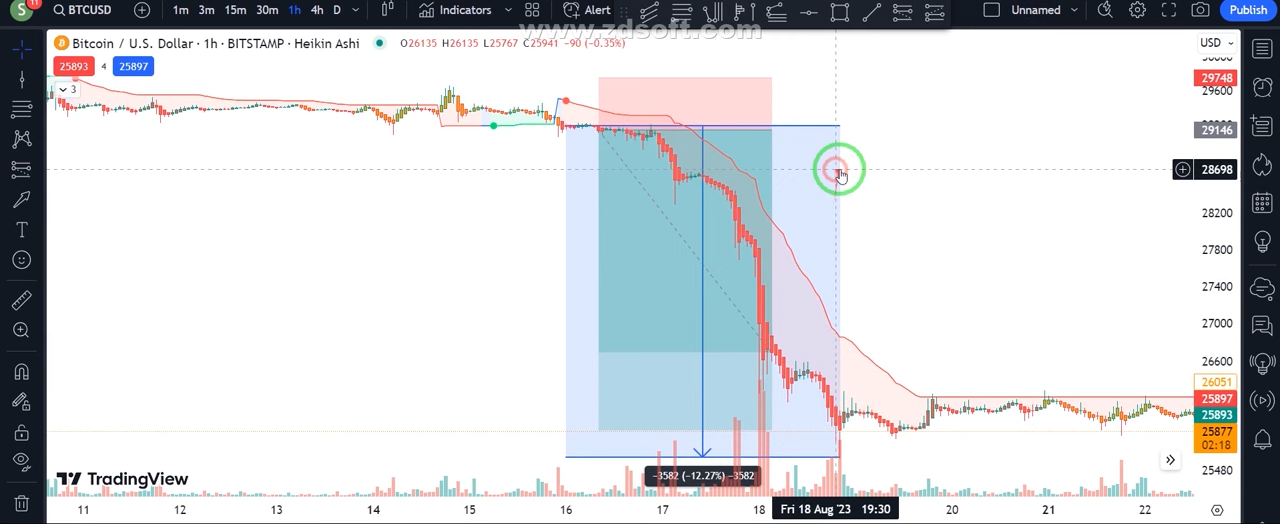 S 11 BTCUSD 1m 3m 15m 30m 1h 4h D Indicators Alert Unnamed Publish
www.zdsoft.com
Bitcoin / U.S. Dollar · 1h · BITSTAMP · Heikin Ashi O26135 H26135 L25767 C25941 −90 (−0.35%) USD
25893 4 25897
3
29748
29600
29146
28698
28200
27800
27400
27000
26600
26051
25897
25893
25877
02:18
25480
−3582 (−12.27%) −3582
TradingView
11 12 13 14 15 16 17 18 Fri 18 Aug '23 19:30 20 21 22